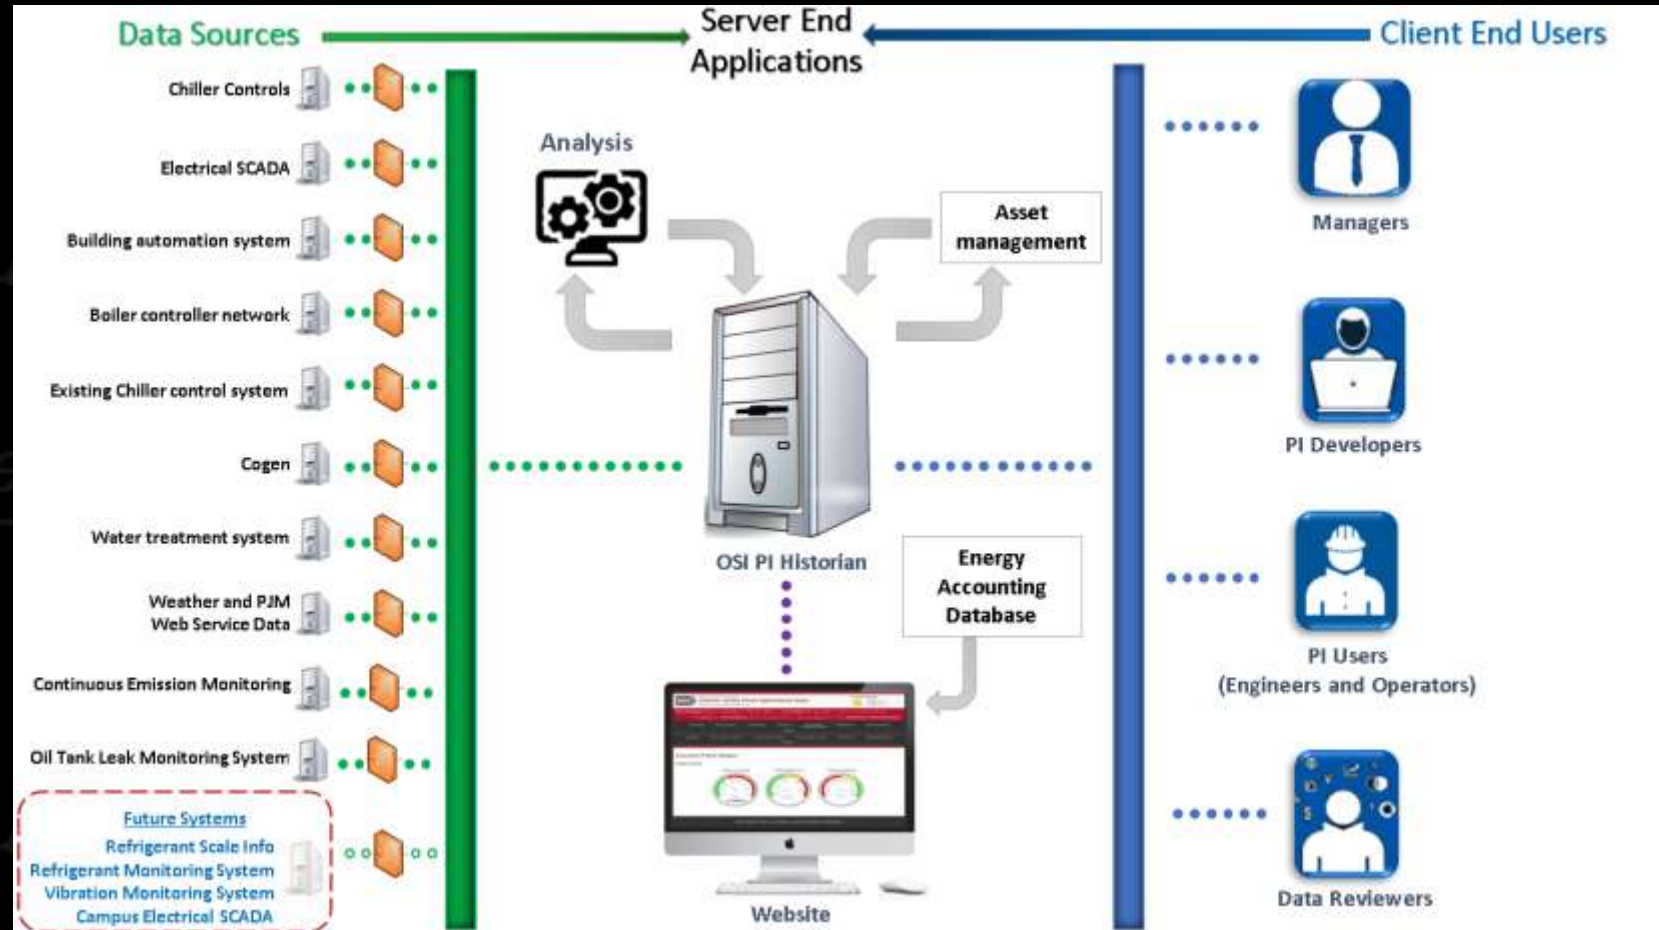 Data Sources
Server End
Applications
Client End Users
Chiller Controls
Electrical SCADA
Building automation system
Boiler controller network
Existing Chiller control system
Cogen
Water treatment system
Weather and PJM
Web Service Data
Continuous Emission Monitoring
Oil Tank Leak Monitoring System
Future Systems
Refrigerant Scale Info
Refrigerant Monitoring System
Vibration Monitoring System
Campus Electrical SCADA
Analysis
Asset
management
OSI PI Historian
Energy
Accounting
Database
Website
Managers
PI Developers
PI Users
(Engineers and Operators)
Data Reviewers